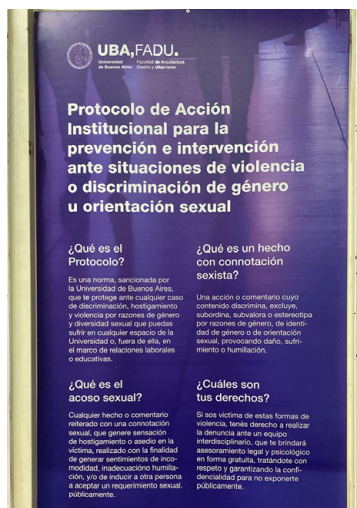 UBA,FADU.
Universidad
de Buenos Aires
Facultad de Arquitectura
Diseño y Urbanismo
Protocolo de Acción
Institucional para la
prevención e intervención
ante situaciones de violencia
o discriminación de género
u orientación sexual
¿Qué es el
Protocolo?
Es una norma, sancionada por
la Universidad de Buenos Aires,
que te protege ante cualquier caso
de discriminación, hostigamiento
y violencia por razones de género
y diversidad sexual que puedas
sufrir en cualquier espacio de la
Universidad o, fuera de ella, en
el marco de relaciones laborales
o educativas.
¿Qué es un hecho
con connotación
sexista?
Una acción o comentario cuyo
contenido discrimina, excluye,
subordina, subvalora o estereotipa
por razones de género, de identi-
dad de género o de orientación
sexual, provocando daño, sufri-
miento o humillación.
¿Qué es el
acoso sexual?
Cualquier hecho o comentario
reiterado con una connotación
sexual, que genere sensación
de hostigamiento o asedio en la
víctima, realizado con la finalidad
de generar sentimientos de inco-
modidad, inadecuacióno humilla-
ción, y/o de inducir a otra persona
a aceptar un requerimiento sexual.
públicamente.
¿Cuáles son
tus derechos?
Si sos víctima de estas formas de
violencia, tenés derecho a realizar
la denuncia ante un equipo
interdisciplinario, que te brindará
asesoramiento legal y psicológico
en forma gratuita, tratándote con
respeto y garantizando la confi-
dencialidad para no exponerte
públicamente.